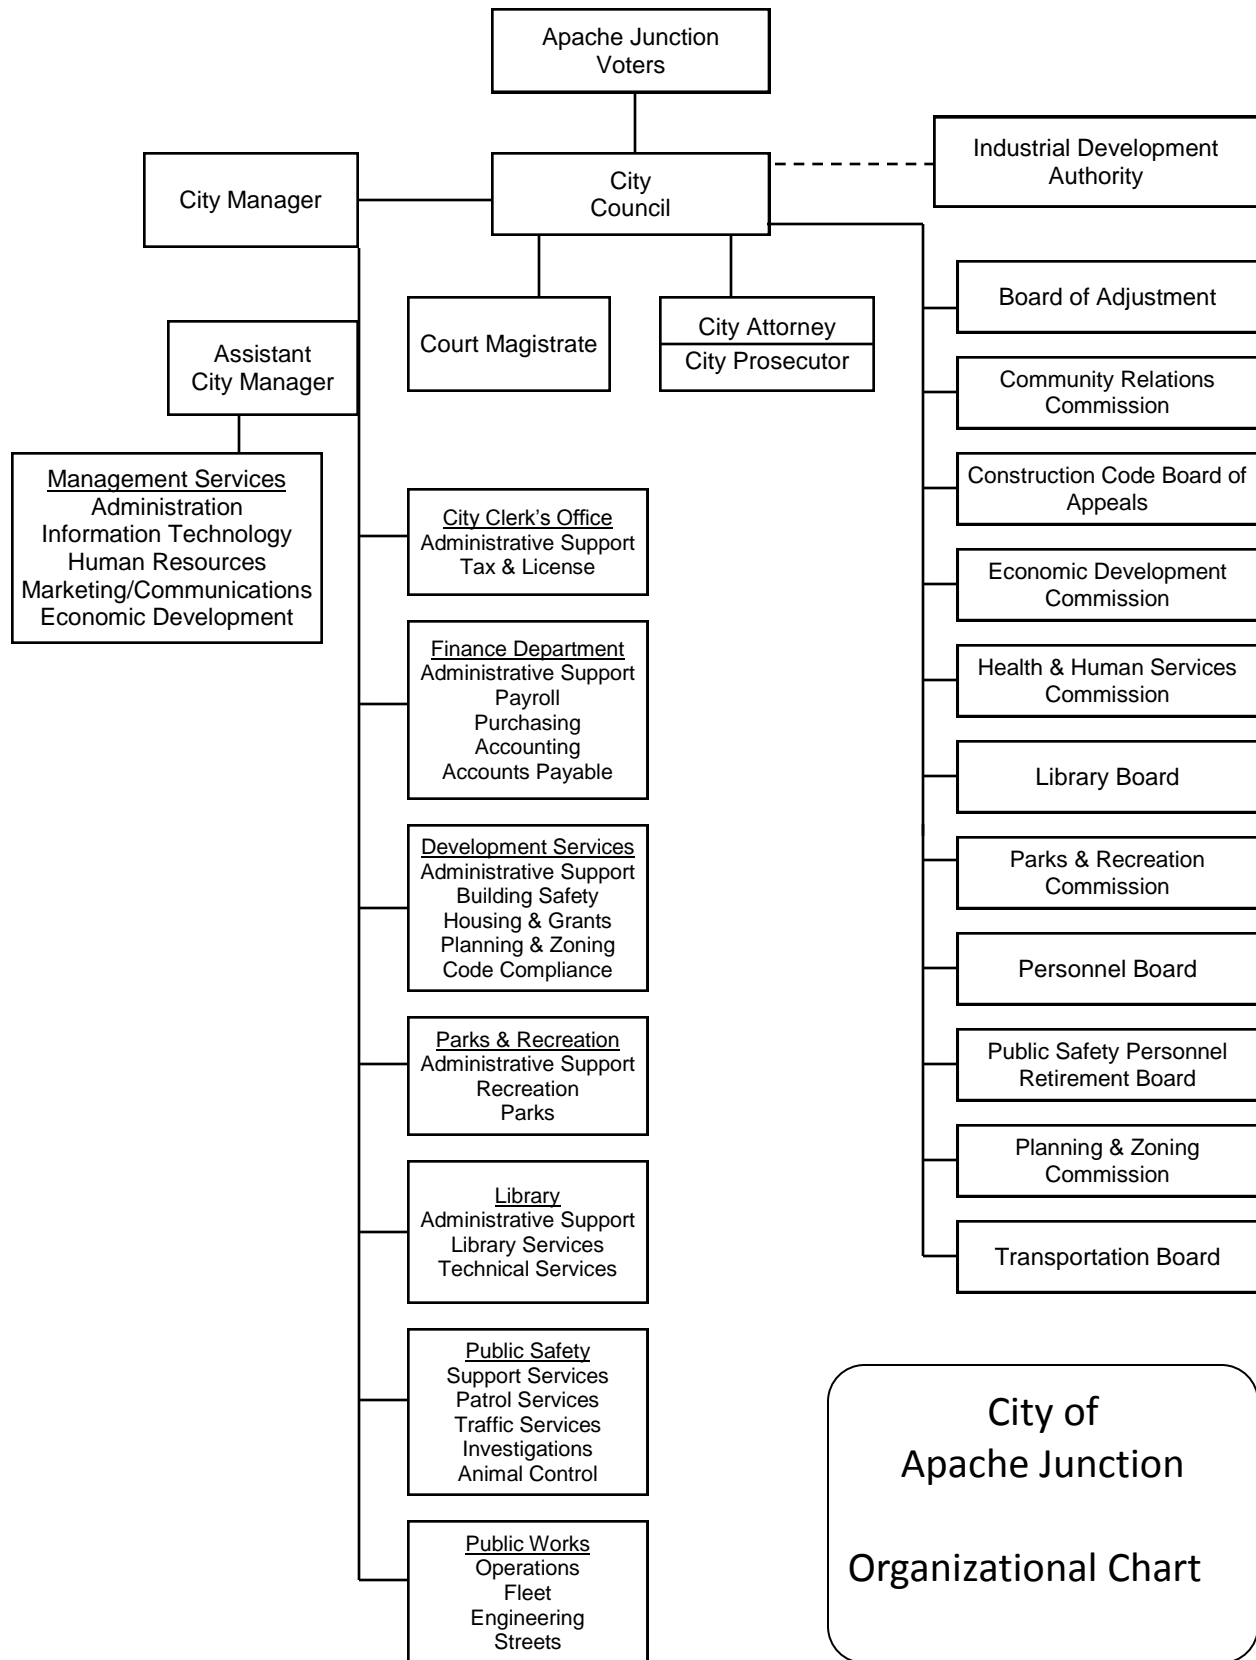 Apache Junction
Voters
Industrial Development
Authority
City Manager
City
Council
Board of Adjustment
Court Magistrate
City Attorney
City Prosecutor
Assistant
City Manager
Community Relations
Commission
Management Services
Administration
Information Technology
Human Resources
Marketing/Communications
Economic Development
Construction Code Board of
Appeals
City Clerk’s Office
Administrative Support
Tax & License
Economic Development
Commission
Finance Department
Administrative Support
Payroll
Purchasing
Accounting
Accounts Payable
Health & Human Services
Commission
Library Board
Development Services
Administrative Support
Building Safety
Housing & Grants
Planning & Zoning
Code Compliance
Parks & Recreation
Commission
Personnel Board
Parks & Recreation
Administrative Support
Recreation
Parks
Public Safety Personnel
Retirement Board
Planning & Zoning
Commission
Library
Administrative Support
Library Services
Technical Services
Transportation Board
Public Safety
Support Services
Patrol Services
Traffic Services
Investigations
Animal Control
Public Works
Operations
Fleet
Engineering
Streets
City of
Apache Junction
Organizational Chart